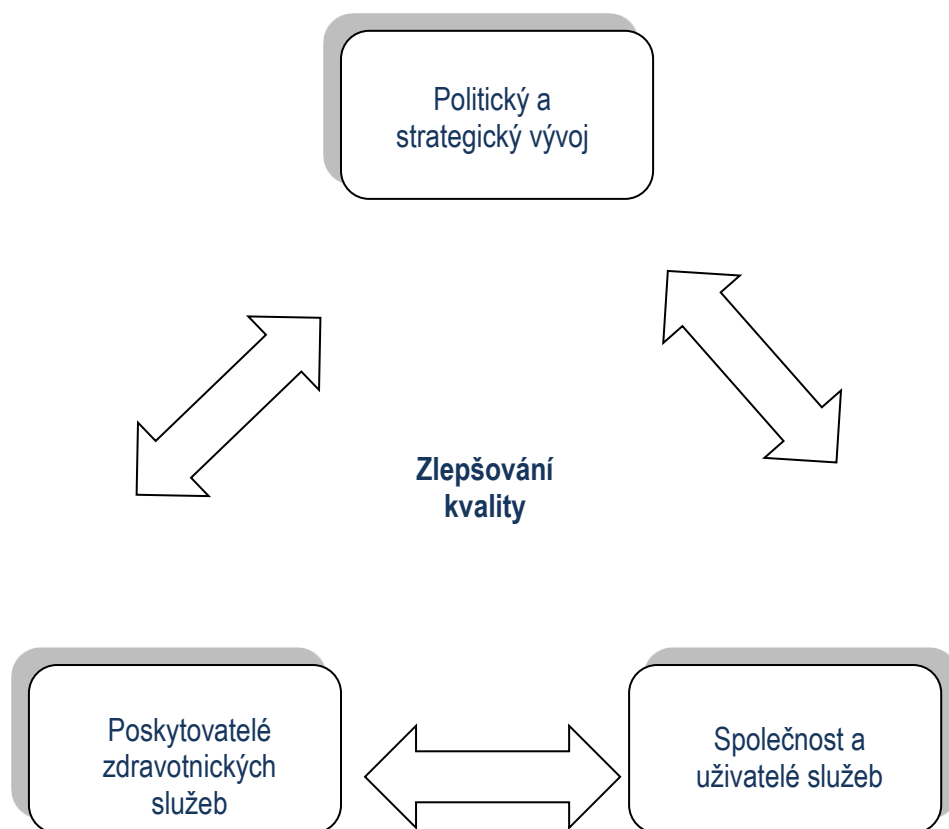 Politický a
strategický vývoj
Zlepšování
kvality
Poskytovatelé
zdravotnických
služeb
Společnost a
uživatelé služeb